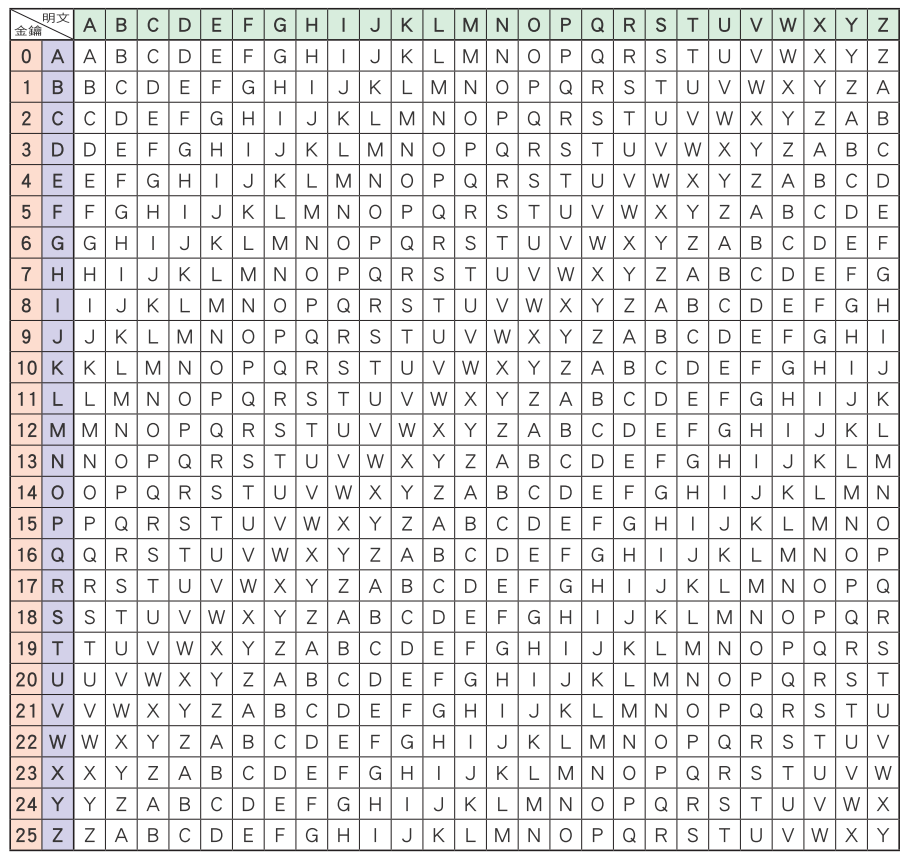 明文 A B C D E F G H I J K L M N O P Q R S T U V W X Y Z
金鑰
0 A A B C D E F G H I J K L M N O P Q R S T U V W X Y Z
1 B B C D E F G H I J K L M N O P Q R S T U V W X Y Z A
2 C C D E F G H I J K L M N O P Q R S T U V W X Y Z A B
3 D D E F G H I J K L M N O P Q R S T U V W X Y Z A B C
4 E E F G H I J K L M N O P Q R S T U V W X Y Z A B C D
5 F F G H I J K L M N O P Q R S T U V W X Y Z A B C D E
6 G G H I J K L M N O P Q R S T U V W X Y Z A B C D E F
7 H H I J K L M N O P Q R S T U V W X Y Z A B C D E F G
8 I I J K L M N O P Q R S T U V W X Y Z A B C D E F G H
9 J J K L M N O P Q R S T U V W X Y Z A B C D E F G H I
10 K K L M N O P Q R S T U V W X Y Z A B C D E F G H I J
11 L L M N O P Q R S T U V W X Y Z A B C D E F G H I J K
12 M M N O P Q R S T U V W X Y Z A B C D E F G H I J K L
13 N N O P Q R S T U V W X Y Z A B C D E F G H I J K L M
14 O O P Q R S T U V W X Y Z A B C D E F G H I J K L M N
15 P P Q R S T U V W X Y Z A B C D E F G H I J K L M N O
16 Q Q R S T U V W X Y Z A B C D E F G H I J K L M N O P
17 R R S T U V W X Y Z A B C D E F G H I J K L M N O P Q
18 S S T U V W X Y Z A B C D E F G H I J K L M N O P Q R
19 T T U V W X Y Z A B C D E F G H I J K L M N O P Q R S
20 U U V W X Y Z A B C D E F G H I J K L M N O P Q R S T
21 V V W X Y Z A B C D E F G H I J K L M N O P Q R S T U
22 W W X Y Z A B C D E F G H I J K L M N O P Q R S T U V
23 X X Y Z A B C D E F G H I J K L M N O P Q R S T U V W
24 Y Y Z A B C D E F G H I J K L M N O P Q R S T U V W X
25 Z Z A B C D E F G H I J K L M N O P Q R S T U V W X Y